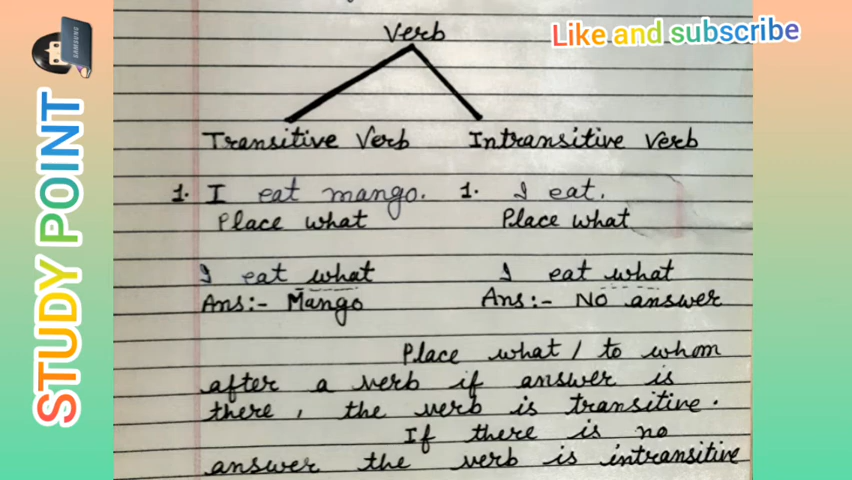 STUDY POINT
SAMSUNG
Like and subscribe
Verb
Transitive Verb Intransitive Verb
1. I eat mango. 1. I eat.
Place what Place what
I eat what I eat what
Ans:- Mango Ans:- No answer
Place what / to whom
after a verb if answer is
there, the verb is transitive.
If there is no
answer the verb is intransitive